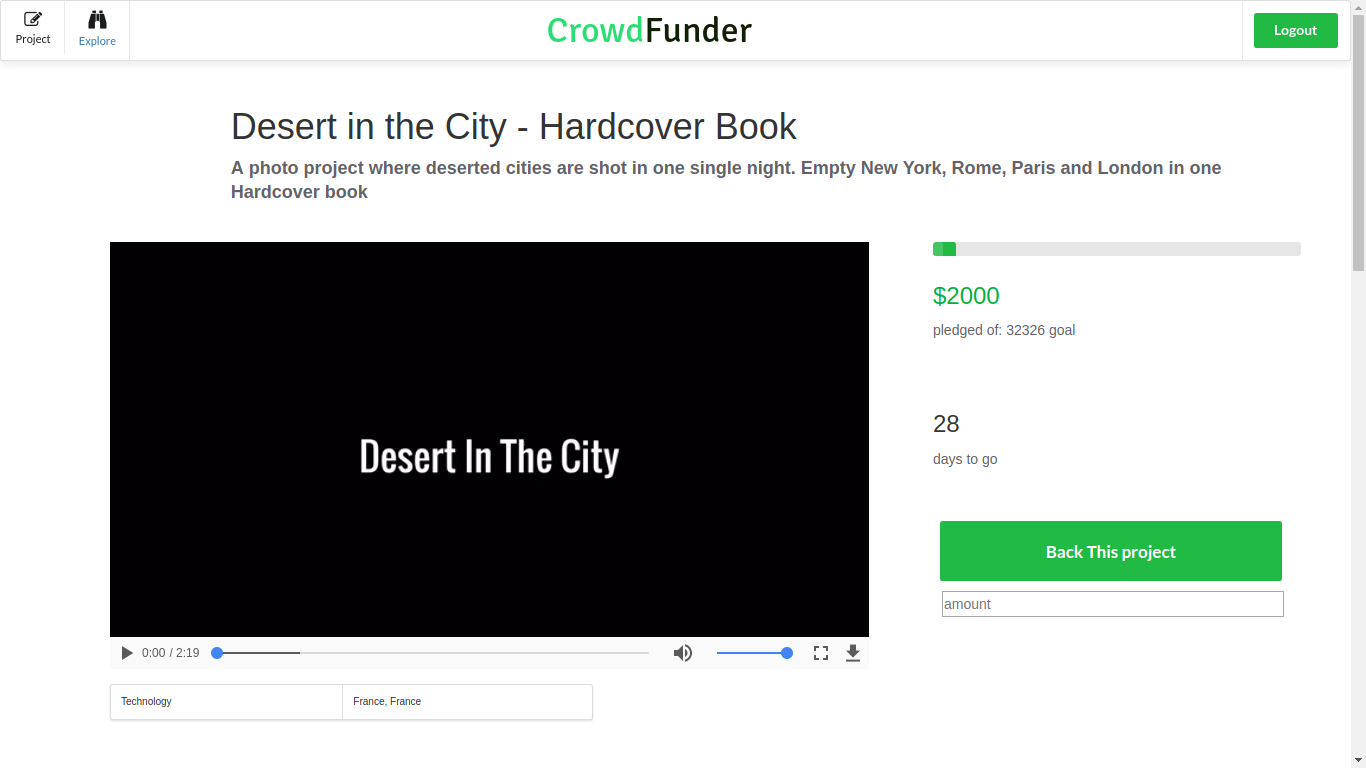 Project
Explore
CrowdFunder
Logout
Desert in the City - Hardcover Book
A photo project where deserted cities are shot in one single night. Empty New York, Rome, Paris and London in one
Hardcover book
Desert In The City
$2000
pledged of: 32326 goal
28
days to go
Back This project
amount
0:00 / 2:19
Technology
France, France